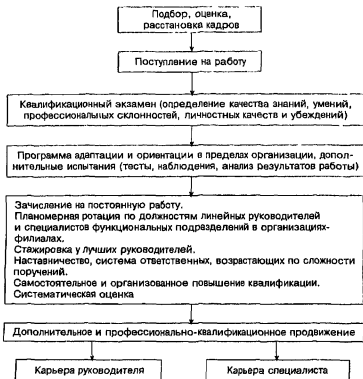 Подбор, оценка,
расстановка кадров
Поступление на работу
Квалификационный экзамен (определение качества знаний, умений,
профессиональных склонностей, личностных качеств и убеждений)
Программа адаптации и ориентации в пределах организации, допол-
нительные испытания (тесты, наблюдения, анализ результатов работы)
Зачисление на постоянную работу.
Планомерная ротация по должностям линейных руководителей
и специалистов функциональных подразделений в организациях-
филиалах.
Стажировка у лучших руководителей.
Наставничество, система ответственных, возрастающих по сложности
поручений.
Самостоятельное и организованное повышение квалификации.
Систематическая оценка
Дополнительное и профессионально-квалификационное продвижение
Карьера руководителя
Карьера специалиста